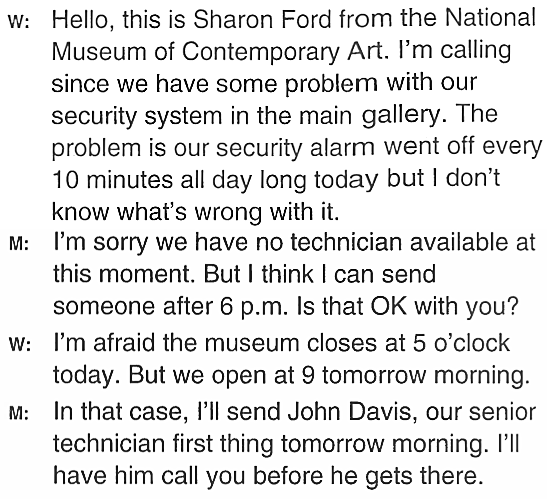 W: Hello, this is Sharon Ford from the National
Museum of Contemporary Art. I'm calling
since we have some problem with our
security system in the main gallery. The
problem is our security alarm went off every
10 minutes all day long today but I don't
know what's wrong with it.
M: I'm sorry we have no technician available at
this moment. But I think I can send
someone after 6 p.m. Is that OK with you?
W: I'm afraid the museum closes at 5 o'clock
today. But we open at 9 tomorrow morning.
M: In that case, I'll send John Davis, our senior
technician first thing tomorrow morning. I'll
have him call you before he gets there.